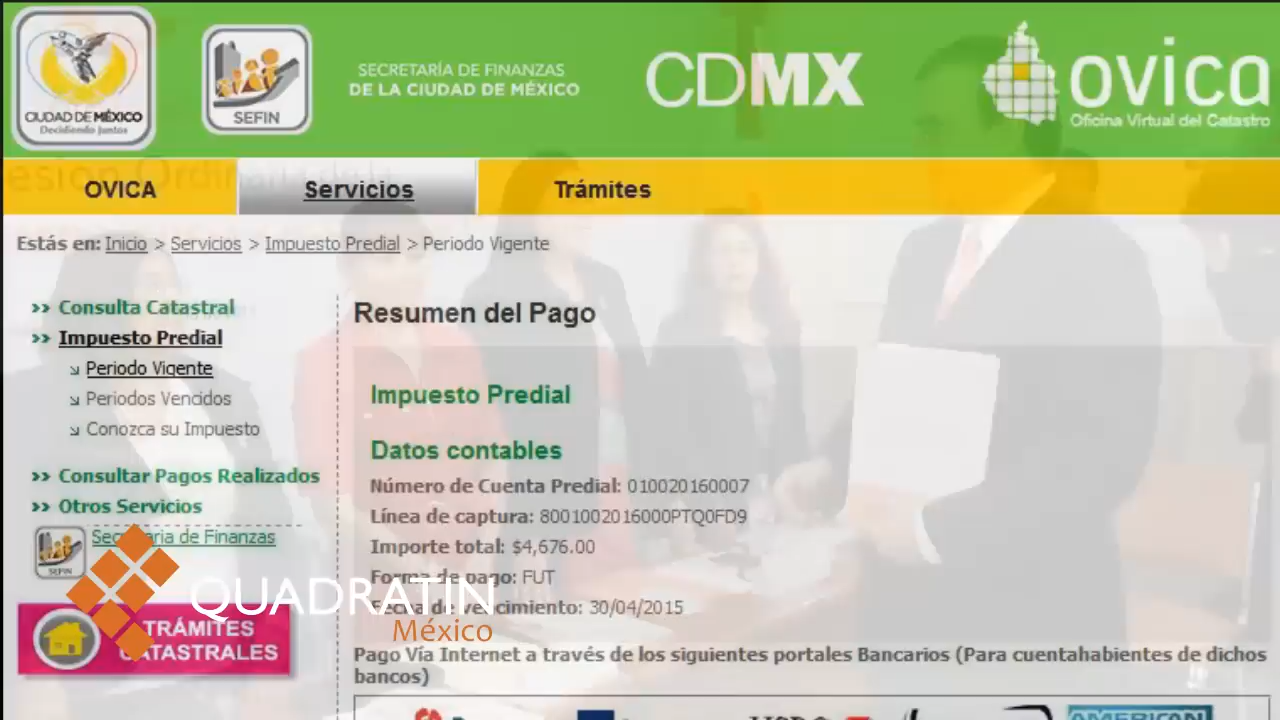 CIUDAD DE MÉXICO
Decidiendo Juntos
SEFIN
SECRETARÍA DE FINANZAS
DE LA CIUDAD DE MÉXICO
CDMX
ovica
Oficina Virtual del Catastro
OVICA
Servicios
Trámites
Estás en: Inicio > Servicios > Impuesto Predial > Periodo Vigente
>> Consulta Catastral
>> Impuesto Predial
Periodo Vigente
Periodos Vencidos
Conozca su Impuesto
>> Consultar Pagos Realizados
>> Otros Servicios
Secretaria de Finanzas
SEFIN
TRÁMITES
CATASTRALES
Resumen del Pago
Impuesto Predial
Datos contables
Número de Cuenta Predial: 010020160007
Línea de captura: 8001002016000PTQ0FD9
Importe total: $4,676.00
Forma de pago: FUT
Fecha de vencimiento: 30/04/2015
Pago Vía Internet a través de los siguientes portales Bancarios (Para cuentahabientes de dichos
bancos)
AMERICAN
QUADRATIN
México